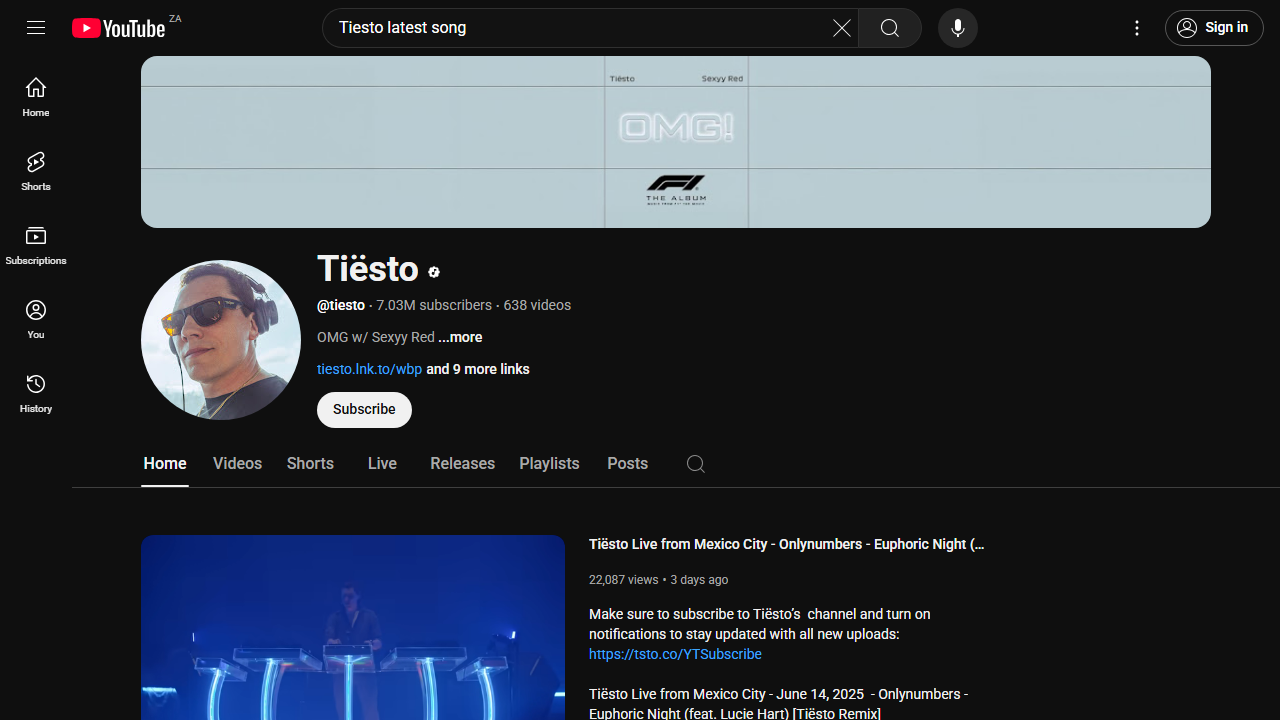 YouTube ZA
Tiesto latest song
Sign in
Home
Shorts
Subscriptions
You
History
Tiësto Sexyy Red
OMG!
F1
THE ALBUM
Tiësto
@tiesto • 7.03M subscribers • 638 videos
OMG w/ Sexyy Red ...more
tiesto.lnk.to/wbp and 9 more links
Subscribe
Home Videos Shorts Live Releases Playlists Posts
Tiësto Live from Mexico City - Onlynumbers - Euphoric Night (...
22,087 views • 3 days ago
Make sure to subscribe to Tiësto’s channel and turn on
notifications to stay updated with all new uploads:
https://tsto.co/YTSubscribe
Tiësto Live from Mexico City - June 14, 2025 - Onlynumbers -
Euphoric Night (feat. Lucie Hart) [Tiësto Remix]